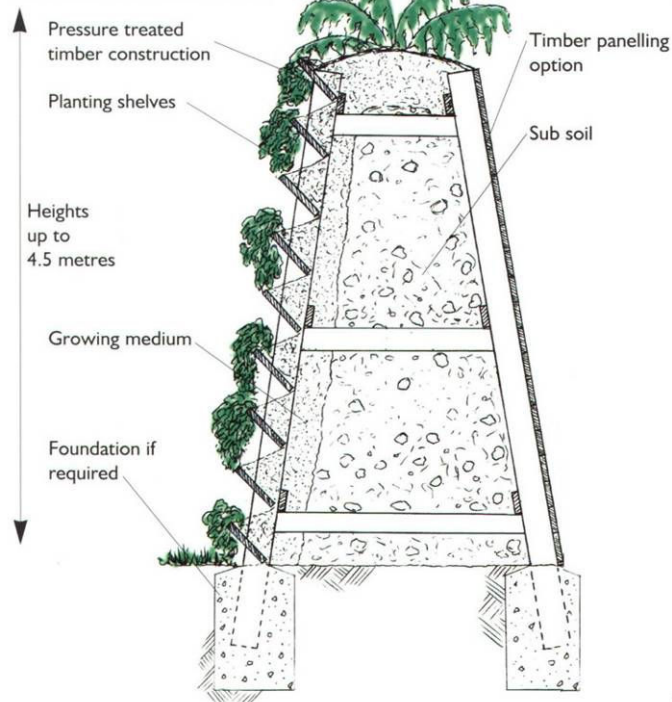 Pressure treated
timber construction
Timber panelling
option
Planting shelves
Sub soil
Heights
up to
4.5 metres
Growing medium
Foundation if
required